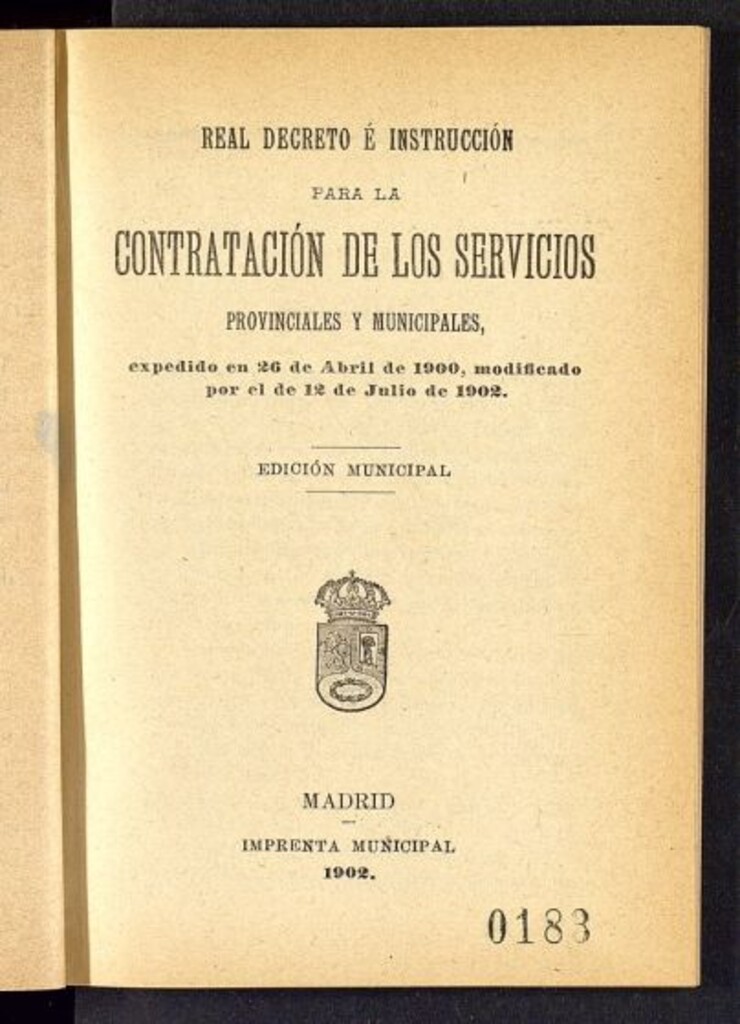 REAL DECRETO É INSTRUCCIÓN
PARA LA
CONTRATACIÓN DE LOS SERVICIOS
PROVINCIALES Y MUNICIPALES,
expedido en 26 de Abril de 1900, modificado
por el de 12 de Julio de 1902.
EDICIÓN MUNICIPAL
MADRID
IMPRENTA MUNICIPAL
1902.
0183